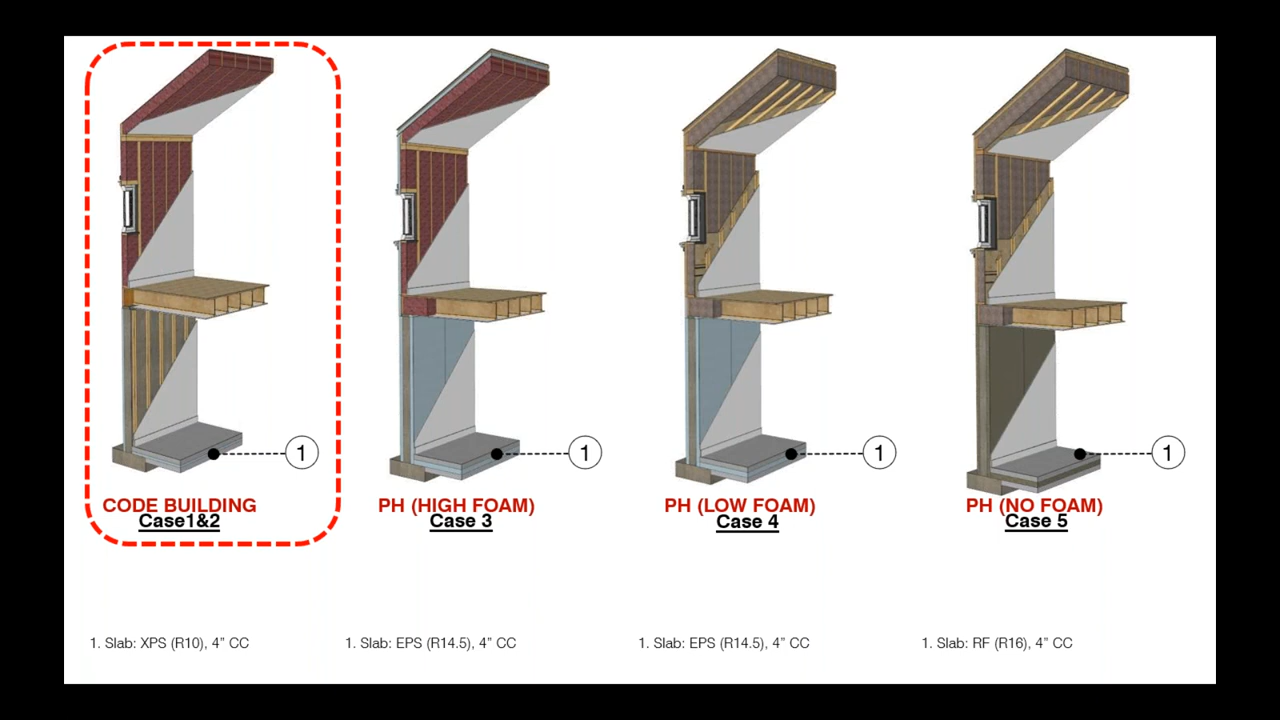 1
1
1
1
CODE BUILDING
Case1&2
PH (HIGH FOAM)
Case 3
PH (LOW FOAM)
Case 4
PH (NO FOAM)
Case 5
1. Slab: XPS (R10), 4” CC
1. Slab: EPS (R14.5), 4” CC
1. Slab: EPS (R14.5), 4” CC
1. Slab: RF (R16), 4” CC